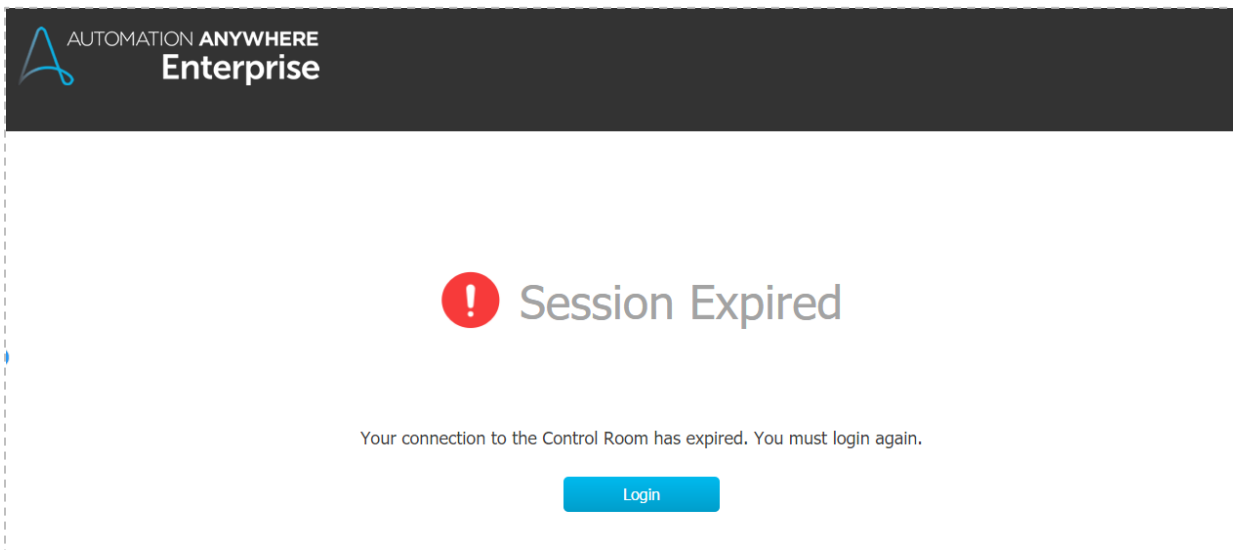 AUTOMATION ANYWHERE
Enterprise
Session Expired
Your connection to the Control Room has expired. You must login again.
Login